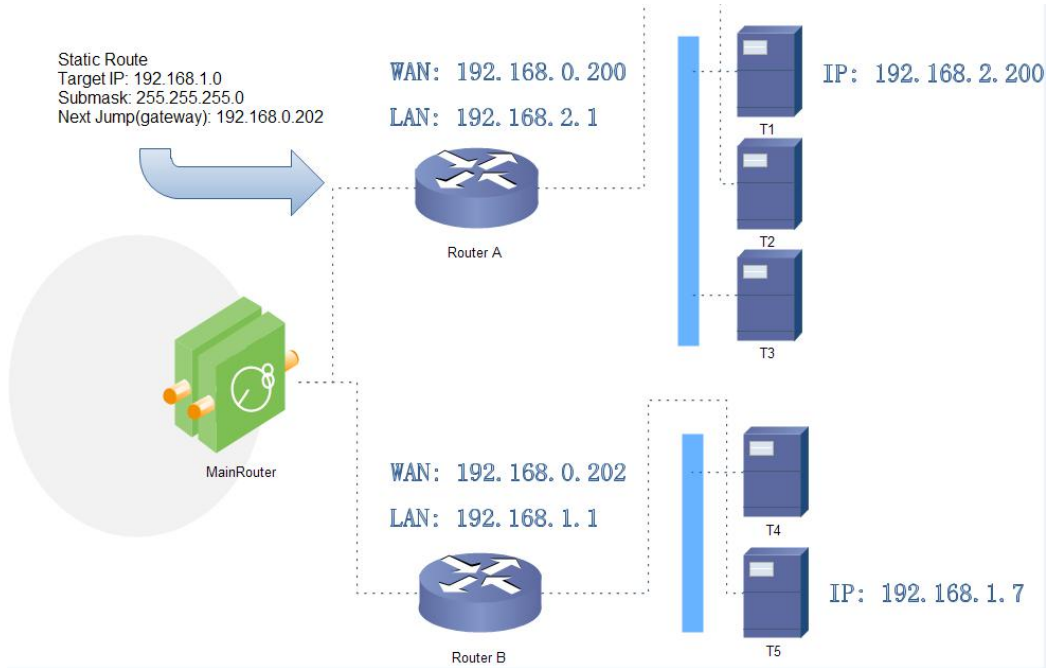 Static Route
Target IP: 192.168.1.0
Submask: 255.255.255.0
Next Jump(gateway): 192.168.0.202
WAN: 192.168.0.200
LAN: 192.168.2.1
Router A
T1
IP: 192.168.2.200
T2
T3
MainRouter
WAN: 192.168.0.202
LAN: 192.168.1.1
Router B
T4
IP: 192.168.1.7
T5